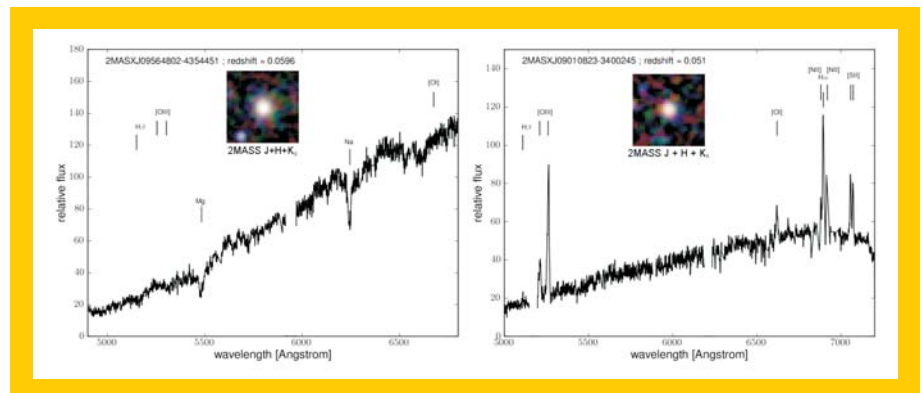 2MASXJ09564802-4354451 ; redshift = 0.0596
180
160
140
120
100
80
60
40
20
0
relative flux
[OIII]
Mg
Na
[OI]
2MASS J+H+Ks
5000 5500 6000 6500
wavelength [Angstrom]
2MASXJ09010823-3400245 ; redshift = 0.051
140
120
100
80
60
40
20
0
relative flux
[OIII]
[OI]
[NII] [NII]
[SII]
2MASS J + H + Ks
5000 5500 6000 6500 7000
wavelength [Angstrom]